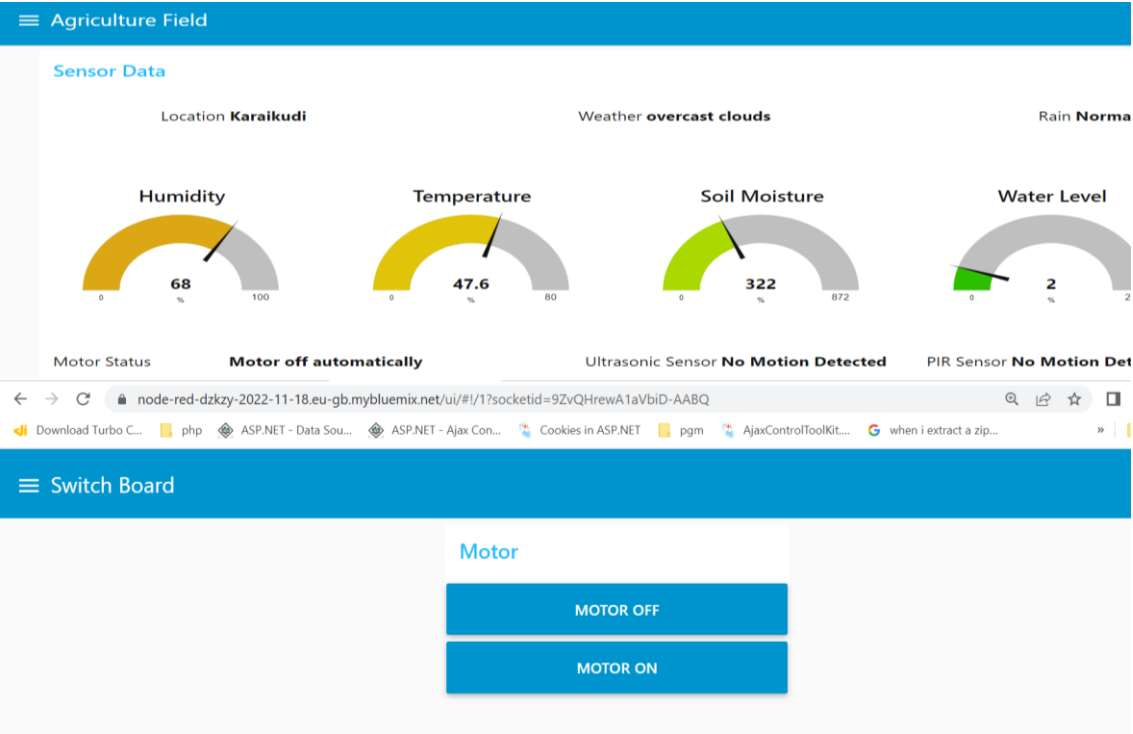 Agriculture Field
Sensor Data
Location Karaikudi Weather overcast clouds Rain Norma
Humidity Temperature Soil Moisture Water Level
68 47.6 322 2
0 % 100 0 % 80 0 % 872 0 % 2
Motor Status Motor off automatically Ultrasonic Sensor No Motion Detected PIR Sensor No Motion Det
node-red-dzkzy-2022-11-18.eu-gb.mybluemix.net/ui/#!/1?socketid=9ZvQHrewA1aVbiD-AABQ
Download Turbo C... php ASP.NET - Data Sou... ASP.NET - Ajax Con... Cookies in ASP.NET pgm AjaxControlToolKit.... G when i extract a zip... »
Switch Board
Motor
MOTOR OFF
MOTOR ON